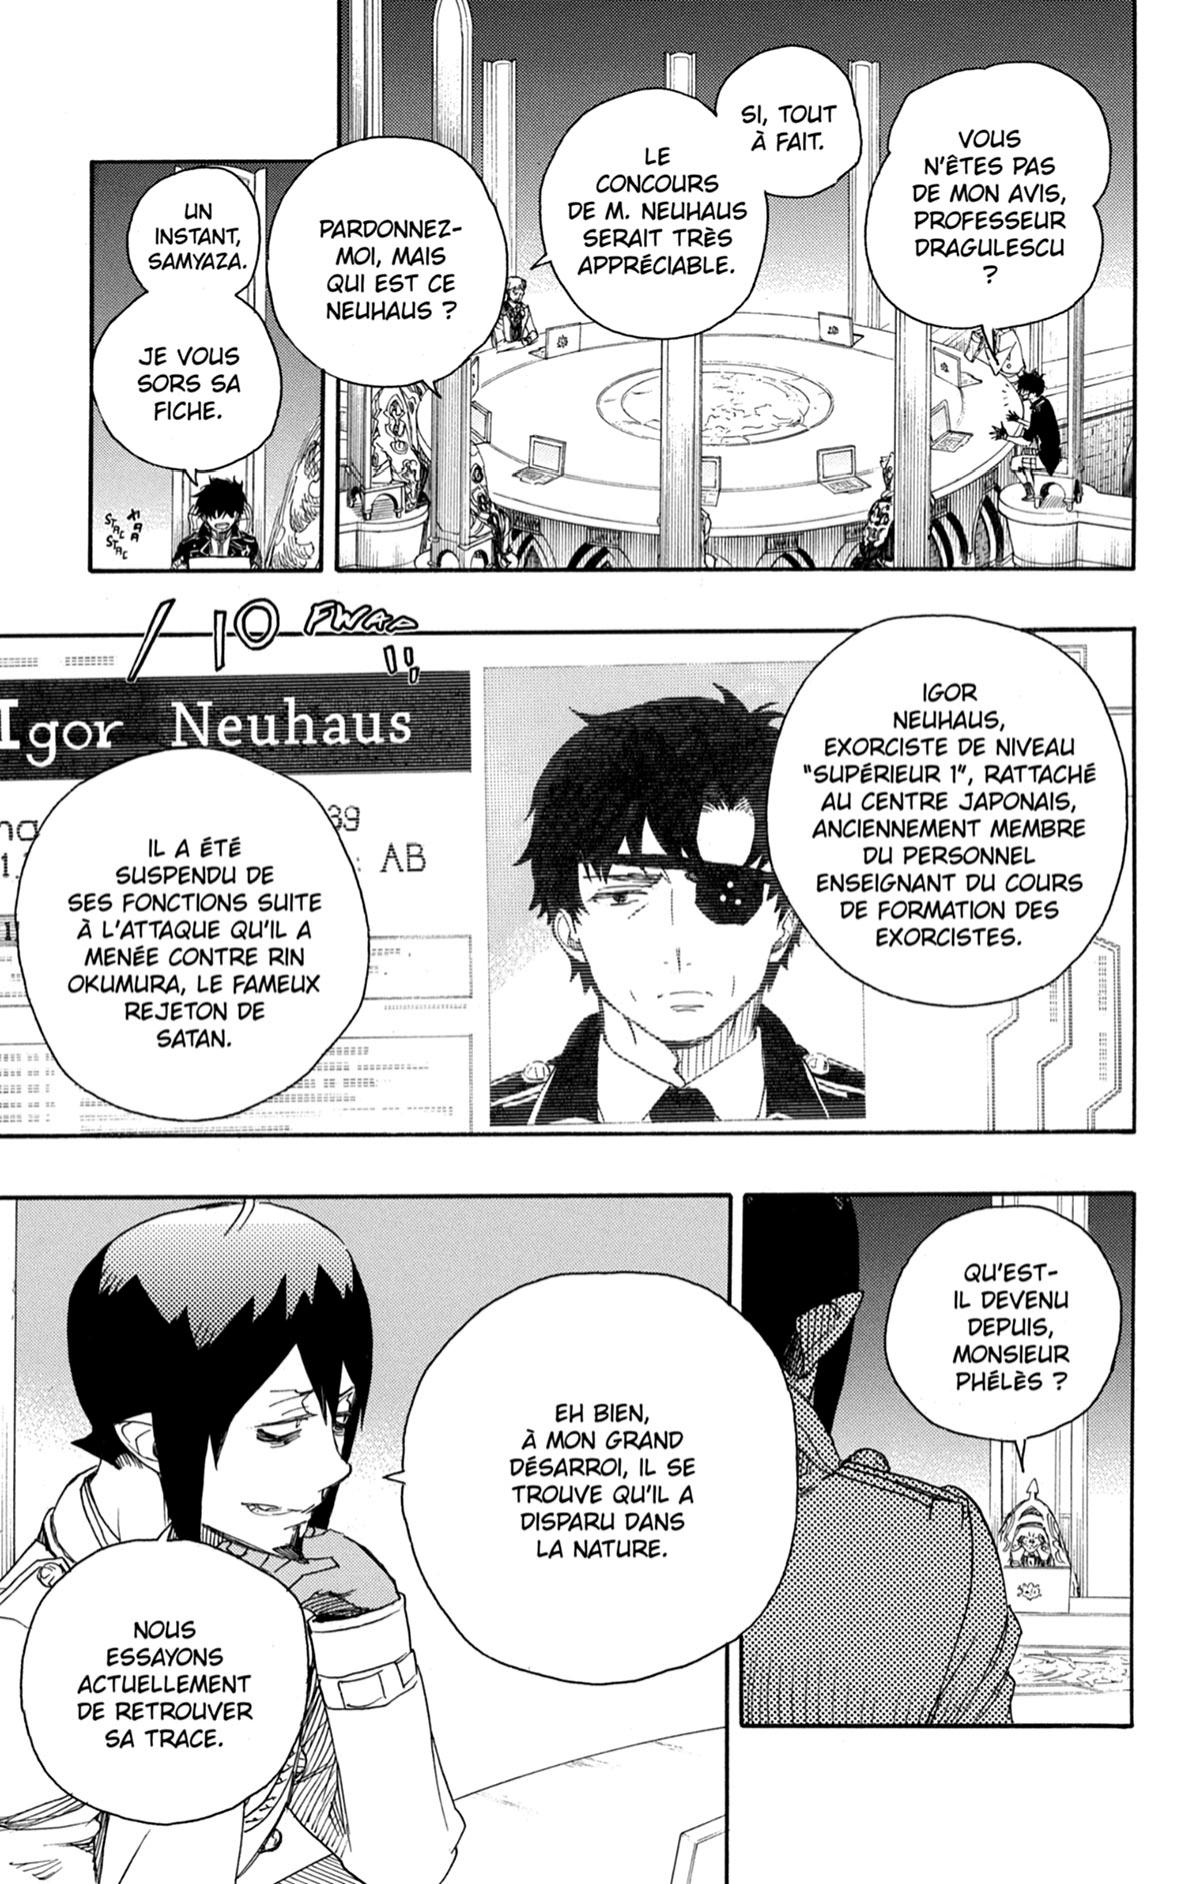 VOUS
N'ÊTES PAS
DE MON AVIS,
PROFESSEUR
DRAGULESCU
?
SI, TOUT
À FAIT.
LE
CONCOURS
DE M. NEUHAUS
SERAIT TRÈS
APPRÉCIABLE.
PARDONNEZ-
MOI, MAIS
QUI EST CE
NEUHAUS ?
UN
INSTANT,
SAMYAZA.
JE VOUS
SORS SA
FICHE.
STAC
STAC
FWAP
IGOR
NEUHAUS,
EXORCISTE DE NIVEAU
"SUPÉRIEUR 1", RATTACHÉ
AU CENTRE JAPONAIS,
ANCIENNEMENT MEMBRE
DU PERSONNEL
ENSEIGNANT DU COURS
DE FORMATION DES
EXORCISTES.
Igor Neuhaus
39
: AB
IL A ÉTÉ
SUSPENDU DE
SES FONCTIONS SUITE
À L'ATTAQUE QU'IL A
MENÉE CONTRE RIN
OKUMURA, LE FAMEUX
REJETON DE
SATAN.
QU'EST-
IL DEVENU
DEPUIS,
MONSIEUR
PHÉLÈS ?
EH BIEN,
À MON GRAND
DÉSARROI, IL SE
TROUVE QU'IL A
DISPARU DANS
LA NATURE.
NOUS
ESSAYONS
ACTUELLEMENT
DE RETROUVER
SA TRACE.